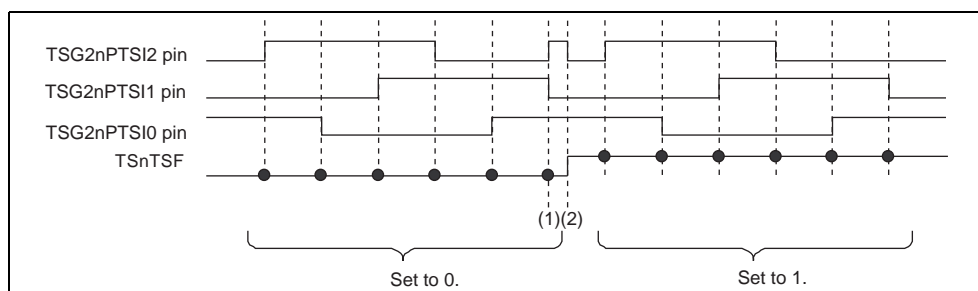 TSG2nPTSI2 pin
TSG2nPTSI1 pin
TSG2nPTSI0 pin
TSnTSF
(1)(2)
Set to 0.
Set to 1.